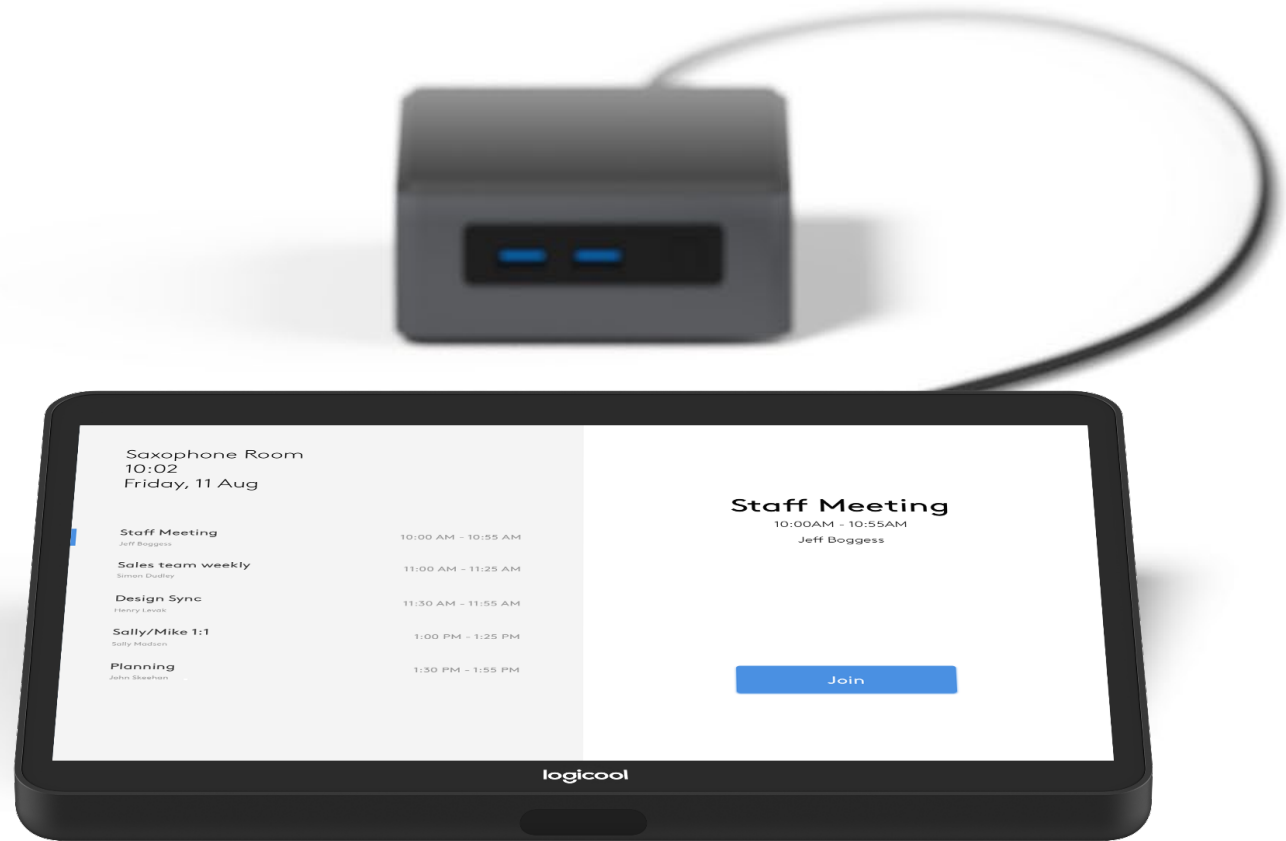 Saxophone Room
10:02
Friday, 11 Aug
Staff Meeting 10:00 AM - 10:55 AM
Jeff Boggess
Sales team weekly 11:00 AM - 11:25 AM
Simon Dudley
Design Sync 11:30 AM - 11:55 AM
Henry Levak
Sally/Mike 1:1 1:00 PM - 1:25 PM
Sally Madsen
Planning 1:30 PM - 1:55 PM
John Skeehan
Staff Meeting
10:00AM - 10:55AM
Jeff Boggess
Join
logicool